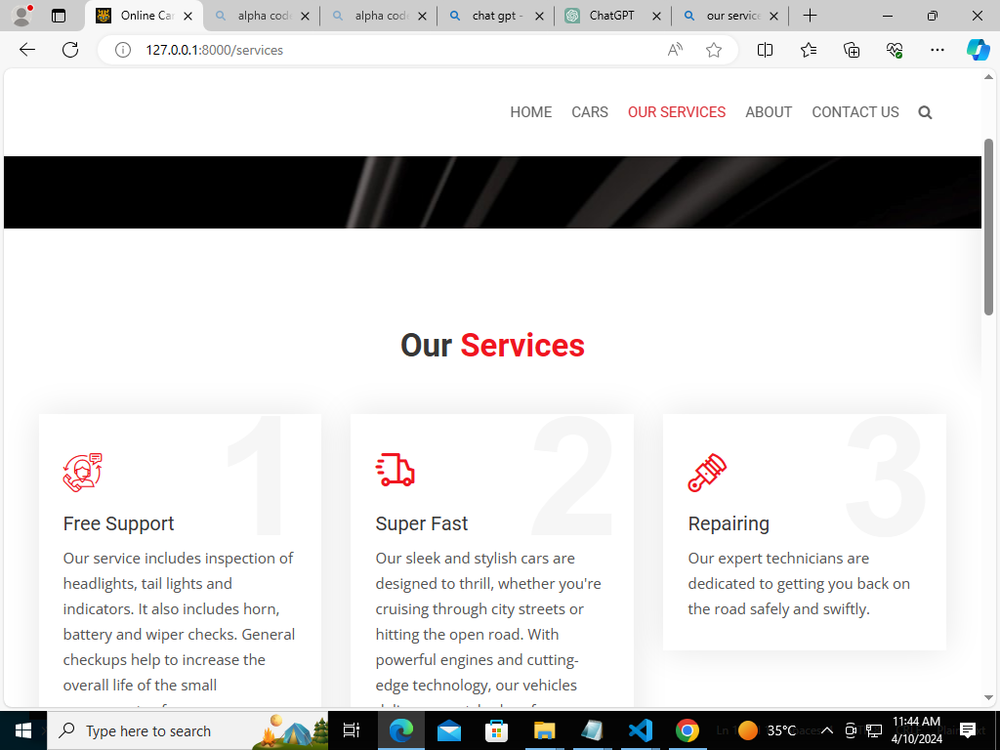 Online Car
alpha code
alpha code
chat gpt -
ChatGPT
our service
127.0.0.1:8000/services
HOME CARS OUR SERVICES ABOUT CONTACT US
Our Services
1
2
3
Free Support
Our service includes inspection of
headlights, tail lights and
indicators. It also includes horn,
battery and wiper checks. General
checkups help to increase the
overall life of the small
Super Fast
Our sleek and stylish cars are
designed to thrill, whether you're
cruising through city streets or
hitting the open road. With
powerful engines and cutting-
edge technology, our vehicles
Repairing
Our expert technicians are
dedicated to getting you back on
the road safely and swiftly.
Type here to search
35°C
11:44 AM
4/10/2024